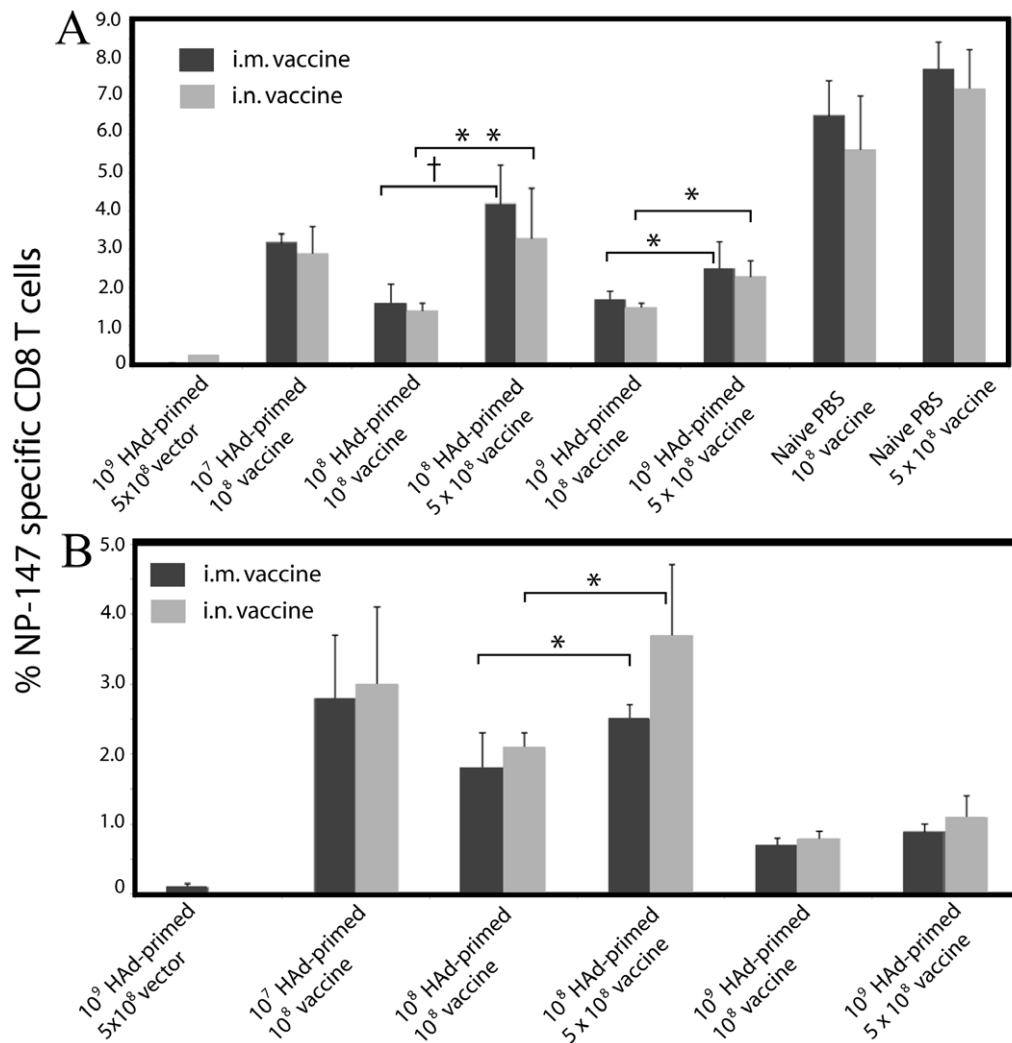 % NP-147 specific CD8 T cells
A
9.0
8.0
7.0
6.0
5.0
4.0
3.0
2.0
1.0
0
i.m. vaccine
i.n. vaccine
* *
†
*
*
10⁹ HAd-primed
5x10⁸ vector
10⁷ HAd-primed
10⁸ vaccine
10⁸ HAd-primed
10⁸ vaccine
10⁸ HAd-primed
5 x 10⁸ vaccine
10⁹ HAd-primed
10⁸ vaccine
10⁹ HAd-primed
5 x 10⁸ vaccine
Naive PBS
10⁸ vaccine
Naive PBS
5 x 10⁸ vaccine
B
5.0
4.0
3.0
2.0
1.0
0
i.m. vaccine
i.n. vaccine
*
*
10⁹ HAd-primed
5x10⁸ vector
10⁷ HAd-primed
10⁸ vaccine
10⁸ HAd-primed
10⁸ vaccine
10⁸ HAd-primed
5 x 10⁸ vaccine
10⁹ HAd-primed
10⁸ vaccine
10⁹ HAd-primed
5 x 10⁸ vaccine